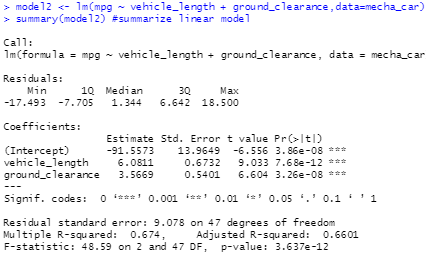 > model2 <- lm(mpg ~ vehicle_length + ground_clearance,data=mecha_car)
> summary(model2) #summarize linear model
Call:
lm(formula = mpg ~ vehicle_length + ground_clearance, data = mecha_car
Residuals:
    Min      1Q  Median      3Q     Max
-17.493  -7.705   1.344   6.642  18.500
Coefficients:
                 Estimate Std. Error t value Pr(>|t|)
(Intercept)      -91.5573    13.9649  -6.556 3.86e-08 ***
vehicle_length     6.0811     0.6732   9.033 7.68e-12 ***
ground_clearance   3.5669     0.5401   6.604 3.26e-08 ***
---
Signif. codes:  0 ‘***’ 0.001 ‘**’ 0.01 ‘*’ 0.05 ‘.’ 0.1 ‘ ’ 1
Residual standard error: 9.078 on 47 degrees of freedom
Multiple R-squared:  0.674,     Adjusted R-squared:  0.6601
F-statistic: 48.59 on 2 and 47 DF,  p-value: 3.637e-12